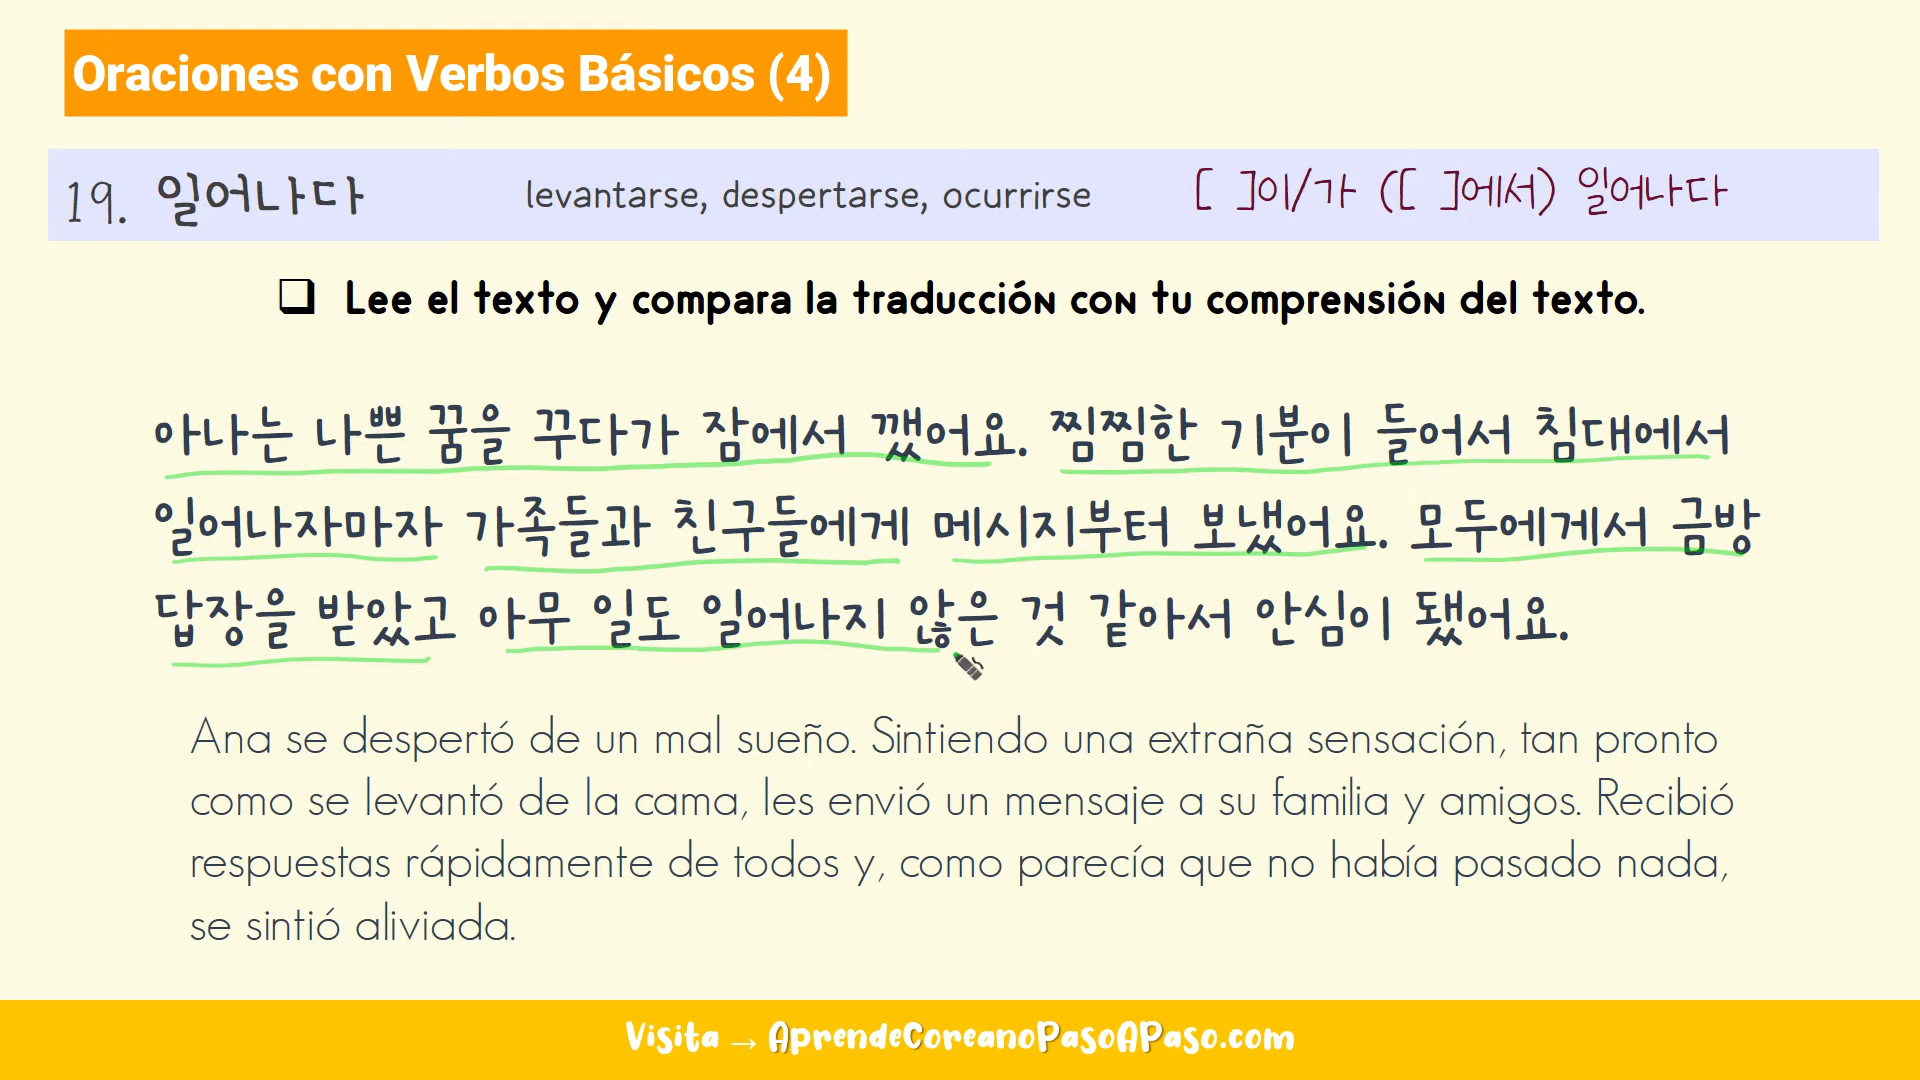 Oraciones con Verbos Básicos (4)
19. 일어나다 levantarse, despertarse, ocurrirse [ ]이/가 ([ ]에서) 일어나다
❑ Lee el texto y compara la traducción con tu comprensión del texto.
아나는 나쁜 꿈을 꾸다가 잠에서 깼어요. 찜찜한 기분이 들어서 침대에서
일어나자마자 가족들과 친구들에게 메시지부터 보냈어요. 모두에게서 금방
답장을 받았고 아무 일도 일어나지 않은 것 같아서 안심이 됐어요.
Ana se despertó de un mal sueño. Sintiendo una extraña sensación, tan pronto
como se levantó de la cama, les envió un mensaje a su familia y amigos. Recibió
respuestas rápidamente de todos y, como parecía que no había pasado nada,
se sintió aliviada.
Visita → AprendeCoreanoPasoAPaso.com